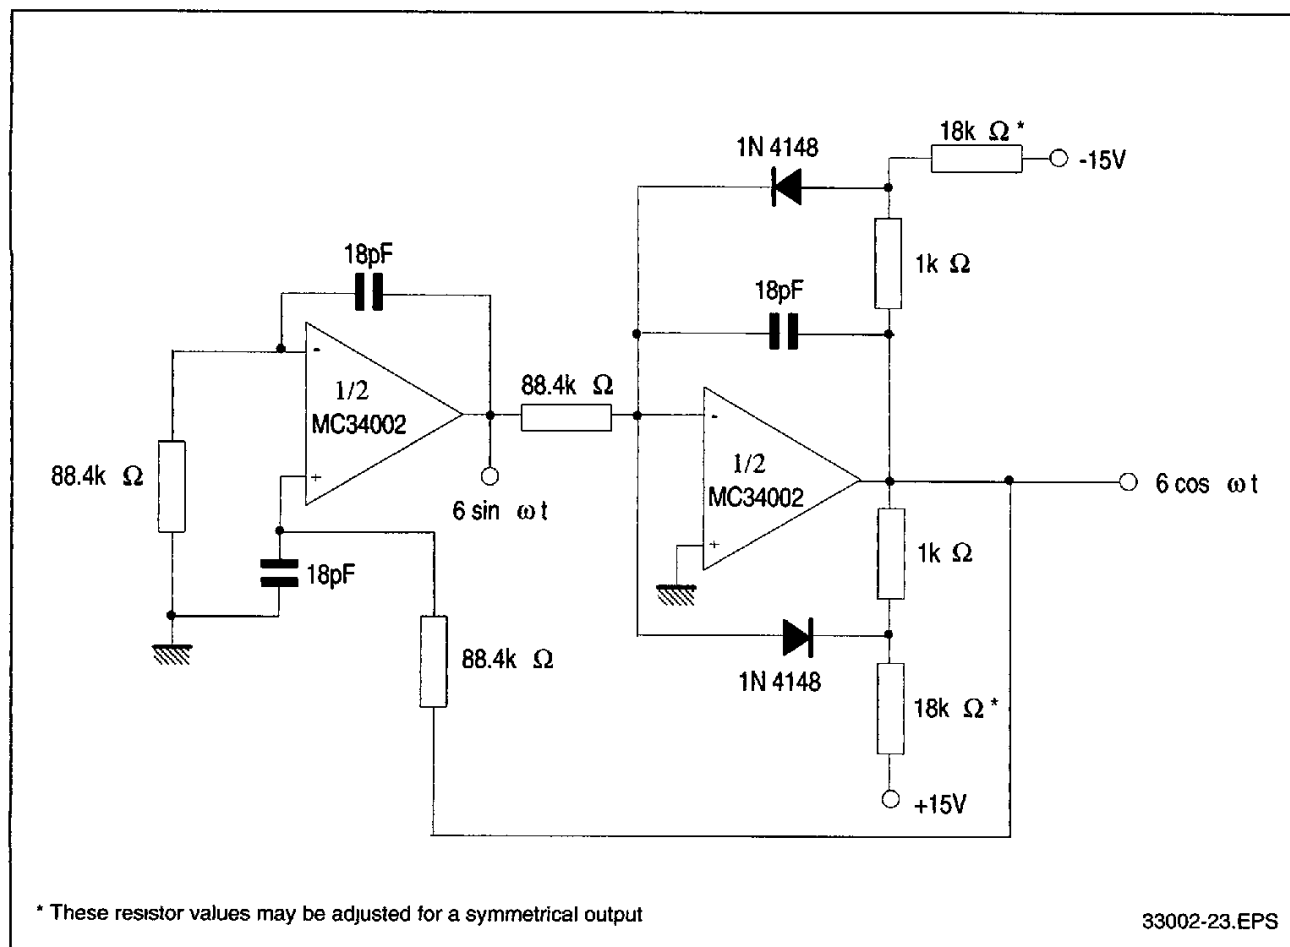 18k Ω *
1N 4148
-15V
18pF
1k Ω
18pF
-
1/2
MC34002
88.4k Ω
-
88.4k Ω
+
1/2
MC34002
6 sin ω t
6 cos ω t
+
1k Ω
18pF
88.4k Ω
1N 4148
18k Ω *
+15V
* These resistor values may be adjusted for a symmetrical output
33002-23.EPS